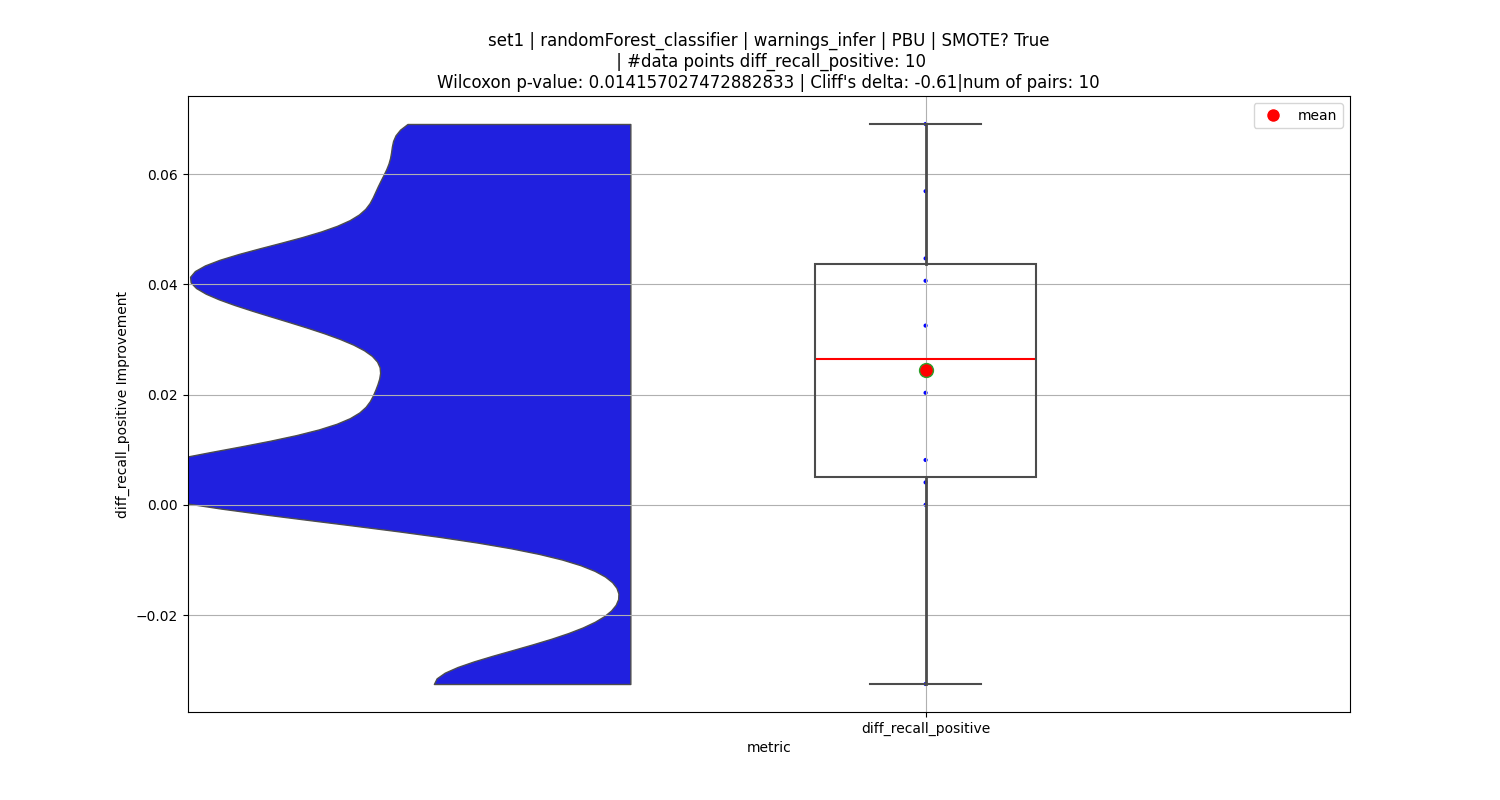 set1 | randomForest_classifier | warnings_infer | PBU | SMOTE? True
| #data points diff_recall_positive: 10
Wilcoxon p-value: 0.014157027472882833 | Cliff's delta: -0.61|num of pairs: 10
mean
0.06
0.04
0.02
0.00
−0.02
diff_recall_positive Improvement
diff_recall_positive
metric